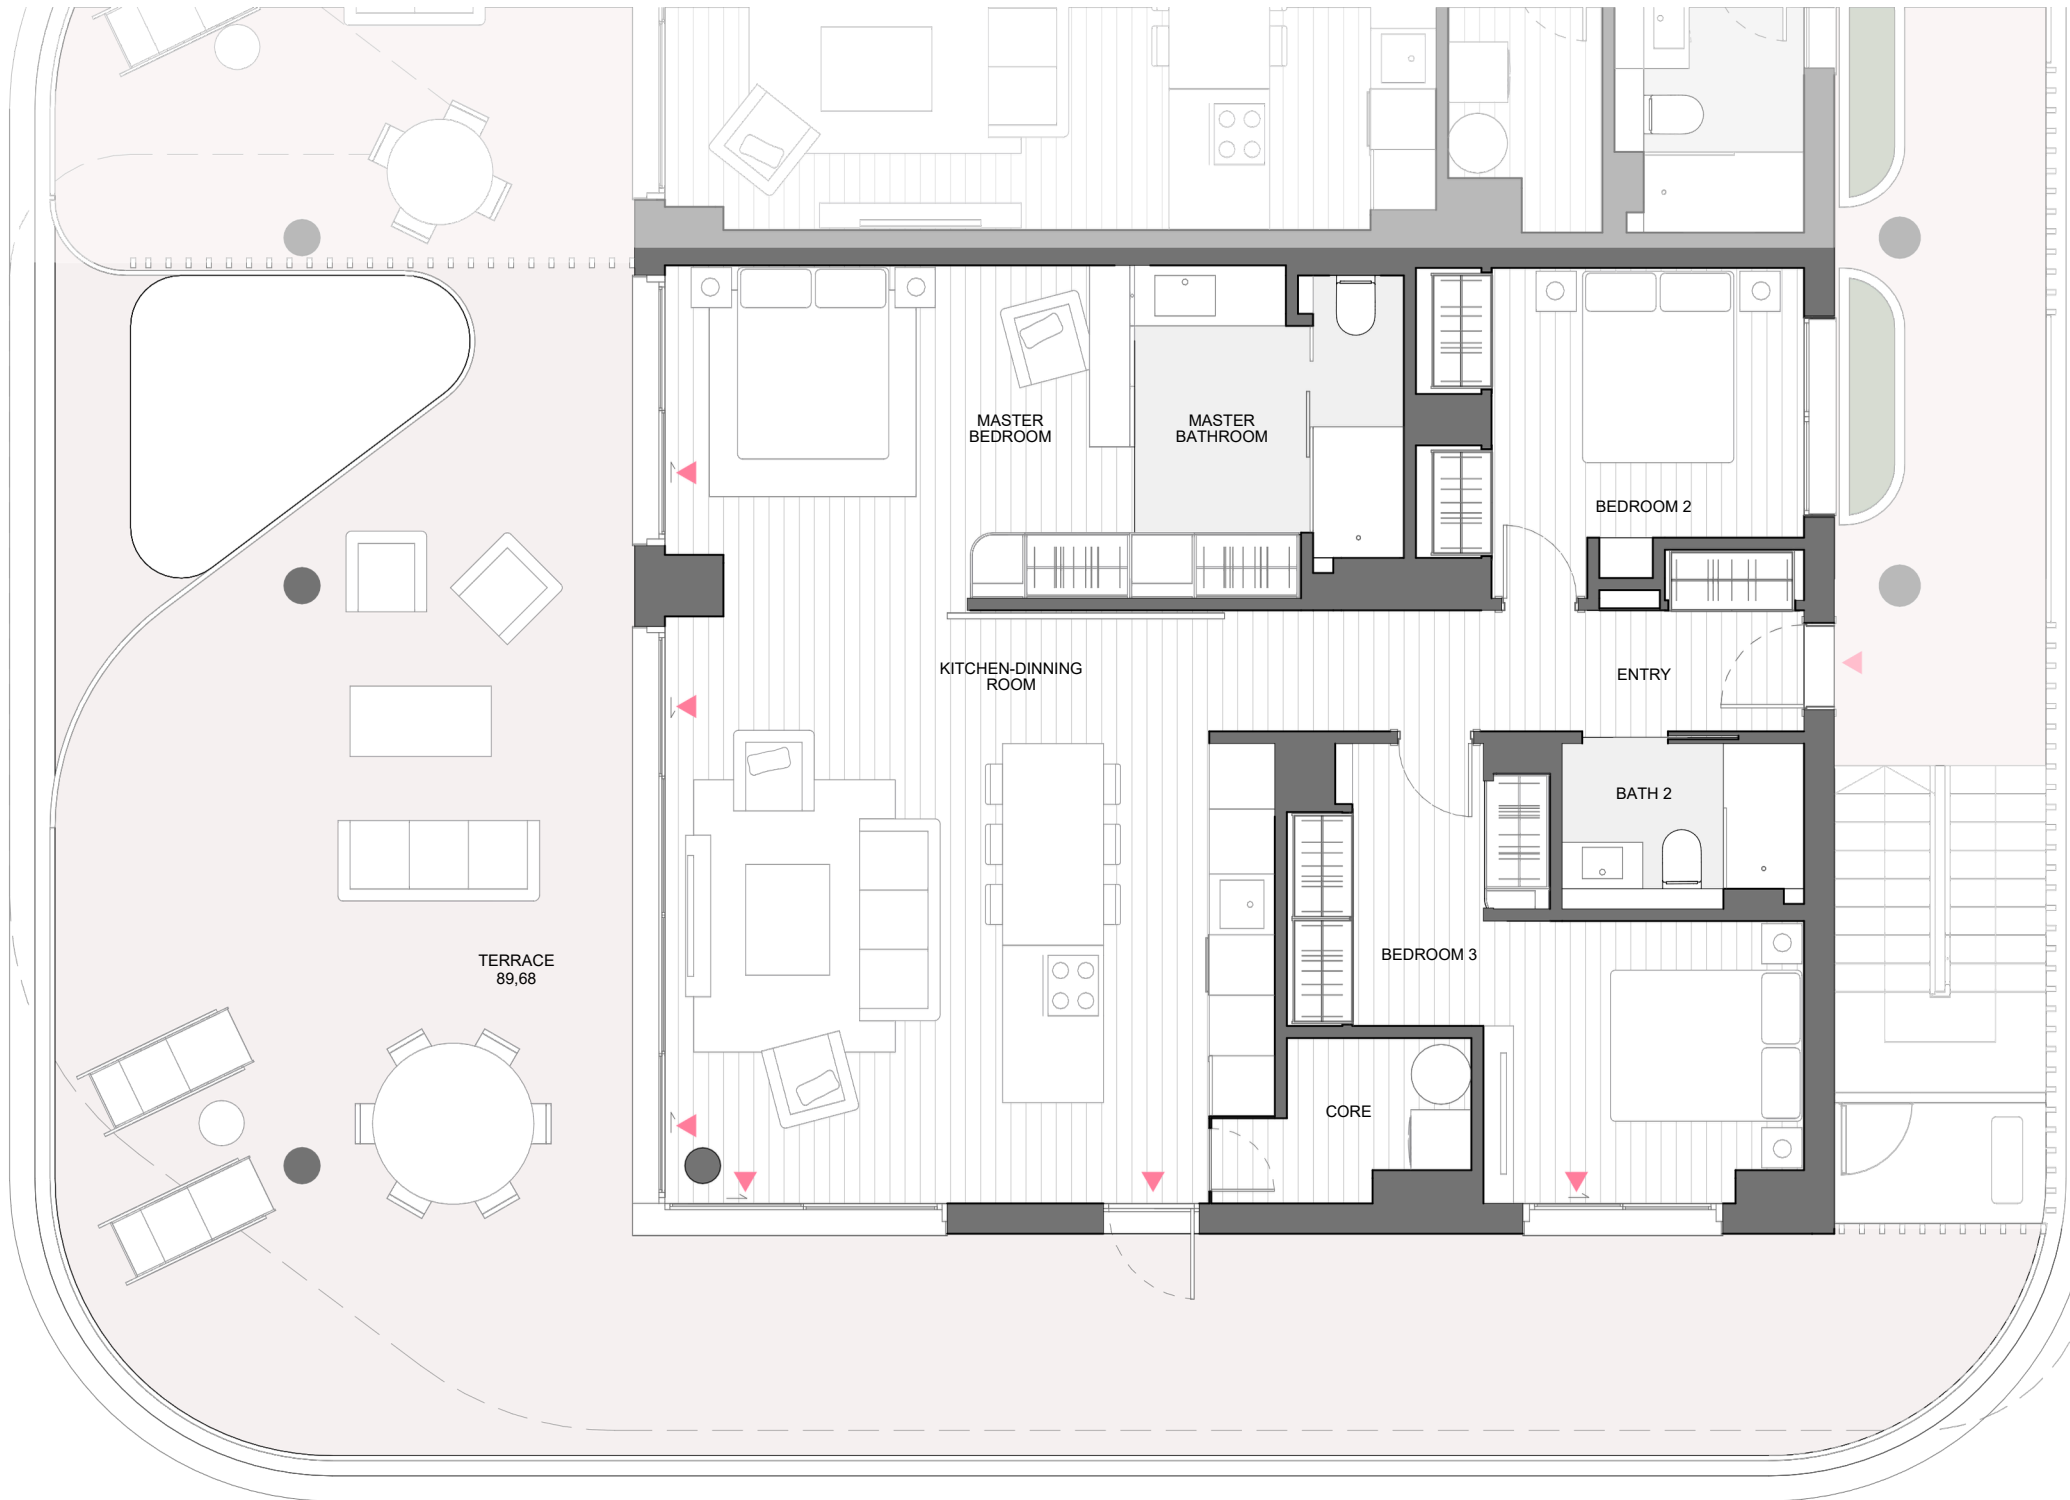 MASTER
BEDROOM
MASTER
BATHROOM
BEDROOM 2
KITCHEN-DINNING
ROOM
ENTRY
BATH 2
TERRACE
89,68
BEDROOM 3
CORE